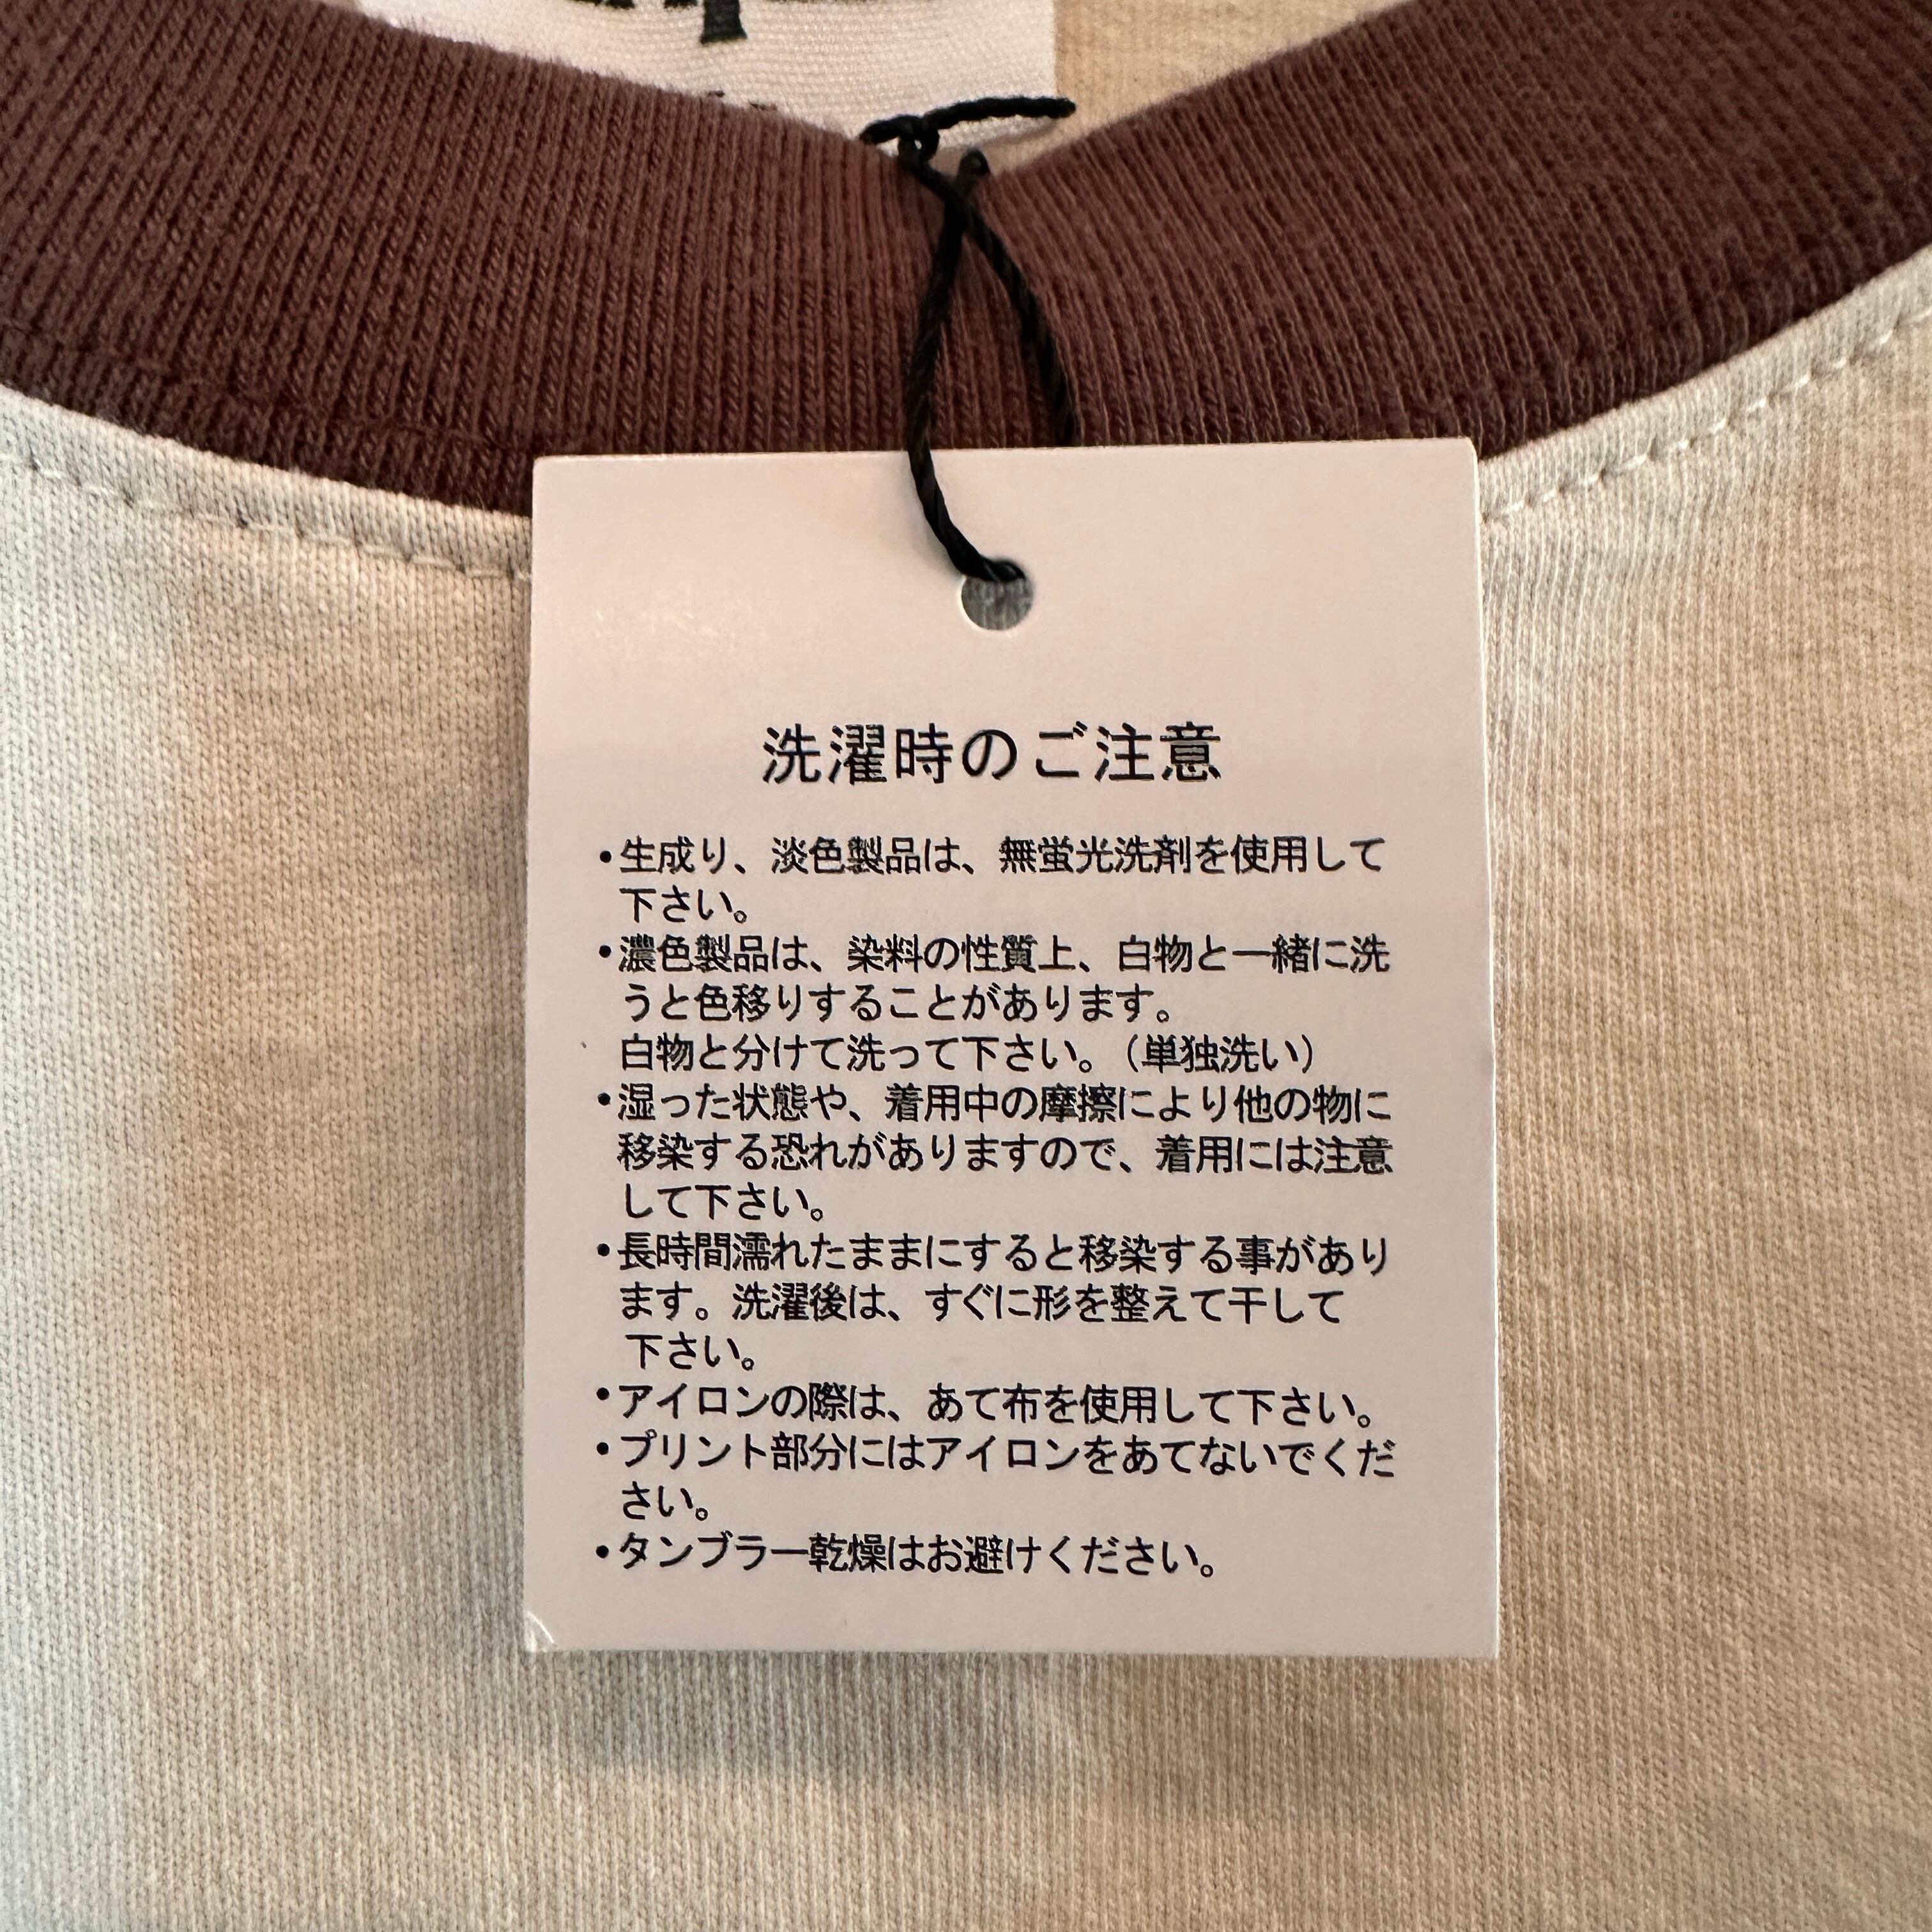 洗濯時のご注意
•生成り、淡色製品は、無蛍光洗剤を使用して
下さい。
•濃色製品は、染料の性質上、白物と一緒に洗
うと色移りすることがあります。
白物と分けて洗って下さい。（単独洗い）
•湿った状態や、着用中の摩擦により他の物に
移染する恐れがありますので、着用には注意
して下さい。
•長時間濡れたままにすると移染する事があり
ます。洗濯後は、すぐに形を整えて干して
下さい。
•アイロンの際は、あて布を使用して下さい。
•プリント部分にはアイロンをあてないでくだ
さい。
•タンブラー乾燥はお避けください。